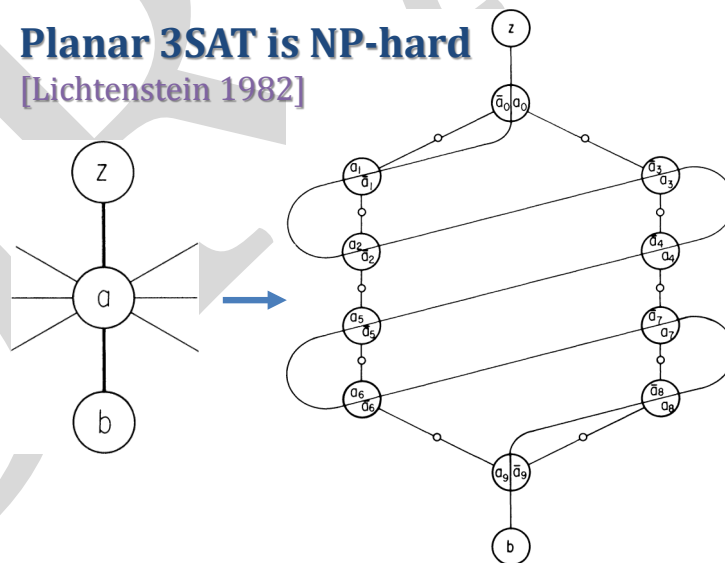 Planar 3SAT is NP-hard
[Lichtenstein 1982]
z
ā₀ a₀
z
a₁
ā₁
ā₃
a₃
a₂
ā₂
ā₄
a₄
a
a₅
ā₅
ā₇
a₇
a₆
ā₆
ā₈
a₈
b
a₉ ā₉
b